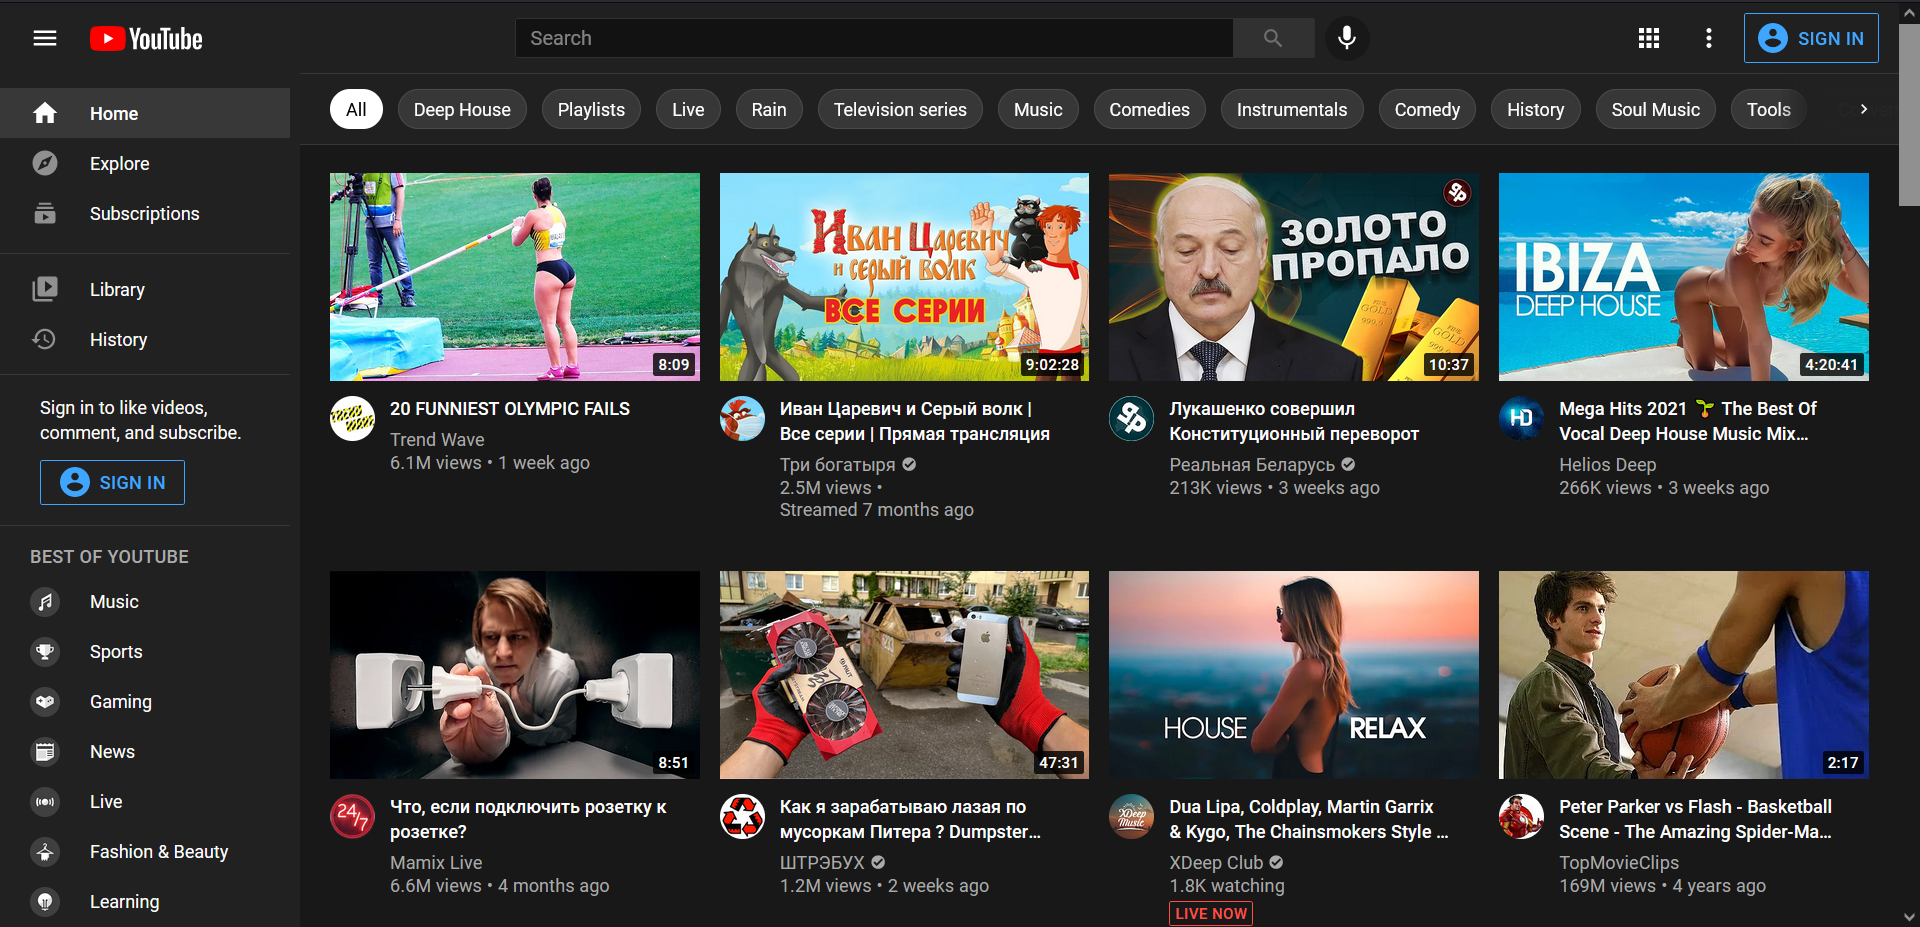 YouTube
Search
SIGN IN
Home
Explore
Subscriptions
Library
History
Sign in to like videos,
comment, and subscribe.
SIGN IN
BEST OF YOUTUBE
Music
Sports
Gaming
News
Live
Fashion & Beauty
Learning
All
Deep House
Playlists
Live
Rain
Television series
Music
Comedies
Instrumentals
Comedy
History
Soul Music
Tools
8:09
20 FUNNIEST OLYMPIC FAILS
Trend Wave
6.1M views • 1 week ago
Иван Царевич
и серый волк
ВСЕ СЕРИИ
9:02:28
Иван Царевич и Серый волк |
Все серии | Прямая трансляция
Три богатыря
2.5M views •
Streamed 7 months ago
ЗОЛОТО
ПРОПАЛО
FINE
GOLD
999,9
10:37
Лукашенко совершил
Конституционный переворот
Реальная Беларусь
213K views • 3 weeks ago
IBIZA
DEEP HOUSE
4:20:41
HD
Mega Hits 2021 🌱 The Best Of
Vocal Deep House Music Mix...
Helios Deep
266K views • 3 weeks ago
8:51
24/7
Что, если подключить розетку к
розетке?
Mamix Live
6.6M views • 4 months ago
47:31
Как я зарабатываю лазая по
мусоркам Питера ? Dumpster...
ШТРЭБУХ
1.2M views • 2 weeks ago
HOUSE RELAX
XDeep
Music
Dua Lipa, Coldplay, Martin Garrix
& Kygo, The Chainsmokers Style ...
XDeep Club
1.8K watching
LIVE NOW
2:17
Peter Parker vs Flash - Basketball
Scene - The Amazing Spider-Ma...
TopMovieClips
169M views • 4 years ago